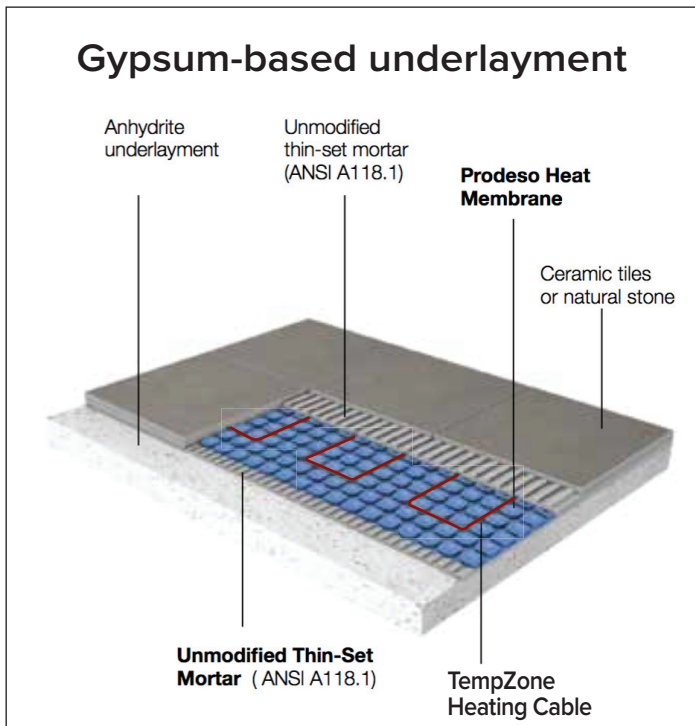 Gypsum-based underlayment
Anhydrite
underlayment
Unmodified
thin-set mortar
(ANSI A118.1)
Prodeso Heat
Membrane
Ceramic tiles
or natural stone
Unmodified Thin-Set
Mortar ( ANSI A118.1)
TempZone
Heating Cable